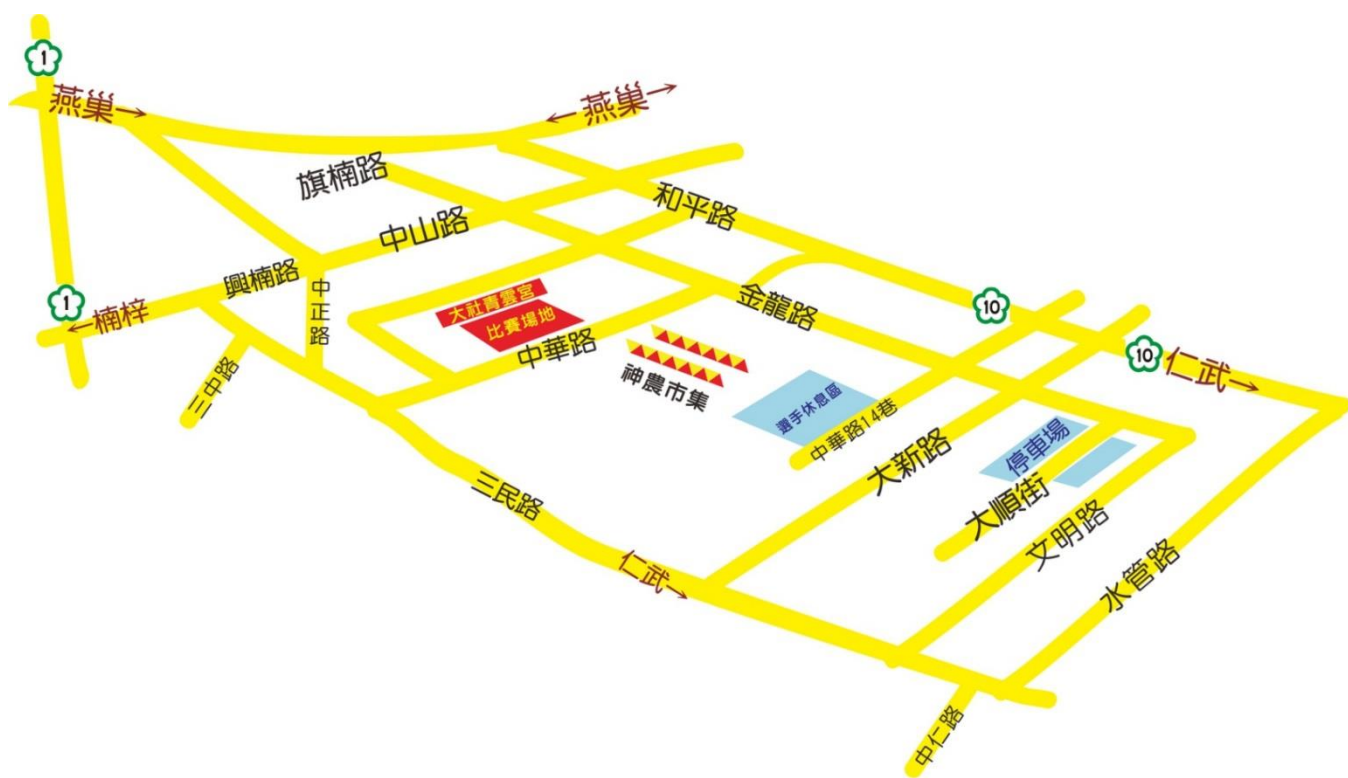 1
燕巢→
←燕巢→
旗楠路
和平路
中山路
興楠路
中正路
1
←楠梓
大社青雲宮
比賽場地
金龍路
10
中華路
三中路
神農市集
選手休息區
10
仁武→
中華路14巷
大新路
停車場
大順街
三民路
文明路
水管路
仁武→
中仁路